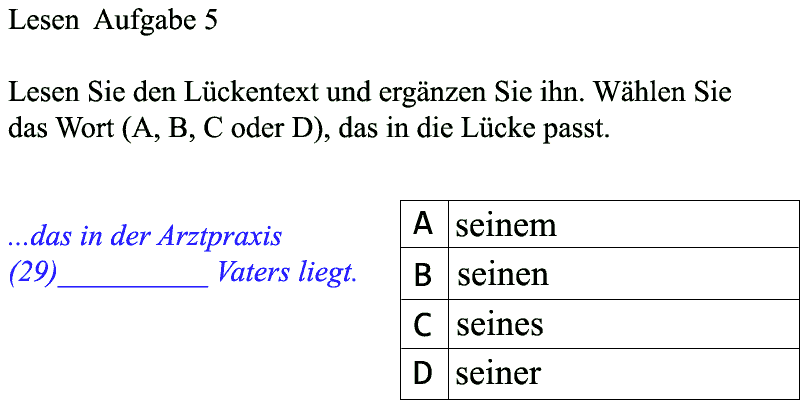 Lesen  Aufgabe 5
Lesen Sie den Lückentext und ergänzen Sie ihn. Wählen Sie
das Wort (A, B, C oder D), das in die Lücke passt.
...das in der Arztpraxis
(29)__________ Vaters liegt.
A seinem
B seinen
C seines
D seiner